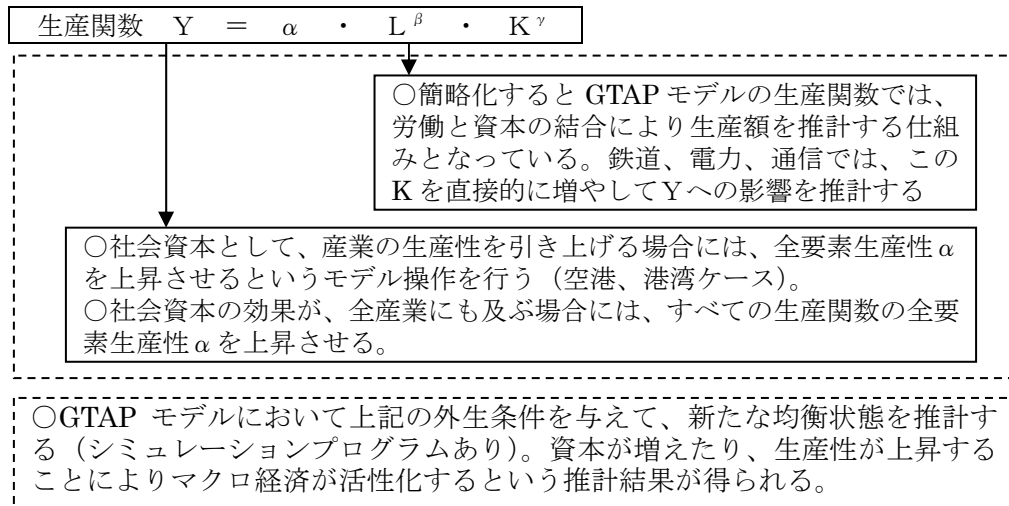 生産関数 Y = α ・ L^β ・ K^γ
○簡略化すると GTAP モデルの生産関数では、
労働と資本の結合により生産額を推計する仕組
みとなっている。鉄道、電力、通信では、この
K を直接的に増やしてYへの影響を推計する
○社会資本として、産業の生産性を引き上げる場合には、全要素生産性α
を上昇させるというモデル操作を行う（空港、港湾ケース）。
○社会資本の効果が、全産業にも及ぶ場合には、すべての生産関数の全要
素生産性αを上昇させる。
○GTAP モデルにおいて上記の外生条件を与えて、新たな均衡状態を推計す
る（シミュレーションプログラムあり）。資本が増えたり、生産性が上昇する
ことによりマクロ経済が活性化するという推計結果が得られる。